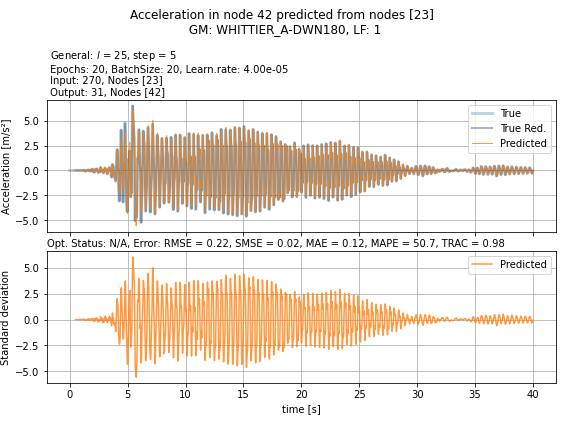 Acceleration in node 42 predicted from nodes [23]
GM: WHITTIER_A-DWN180, LF: 1
General: l = 25, step = 5
Epochs: 20, BatchSize: 20, Learn.rate: 4.00e-05
Input: 270, Nodes [23]
Output: 31, Nodes [42]
Acceleration [m/s²]
5.0
2.5
0.0
−2.5
−5.0
True
True Red.
Predicted
Opt. Status: N/A, Error: RMSE = 0.22, SMSE = 0.02, MAE = 0.12, MAPE = 50.7, TRAC = 0.98
Standard deviation
5.0
2.5
0.0
−2.5
−5.0
Predicted
0 5 10 15 20 25 30 35 40
time [s]